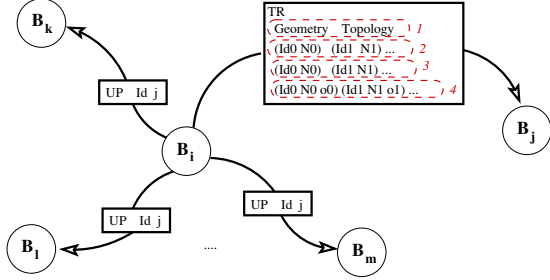 TR
Geometry Topology 1
(Id0 N0) (Id1 N1) ... 2
(Id0 N0) (Id1 N1) ... 3
(Id0 N0 o0) (Id1 N1 o1) ... 4
B_k
UP Id j
B_j
B_i
UP Id j
UP Id j
B_l
....
B_m